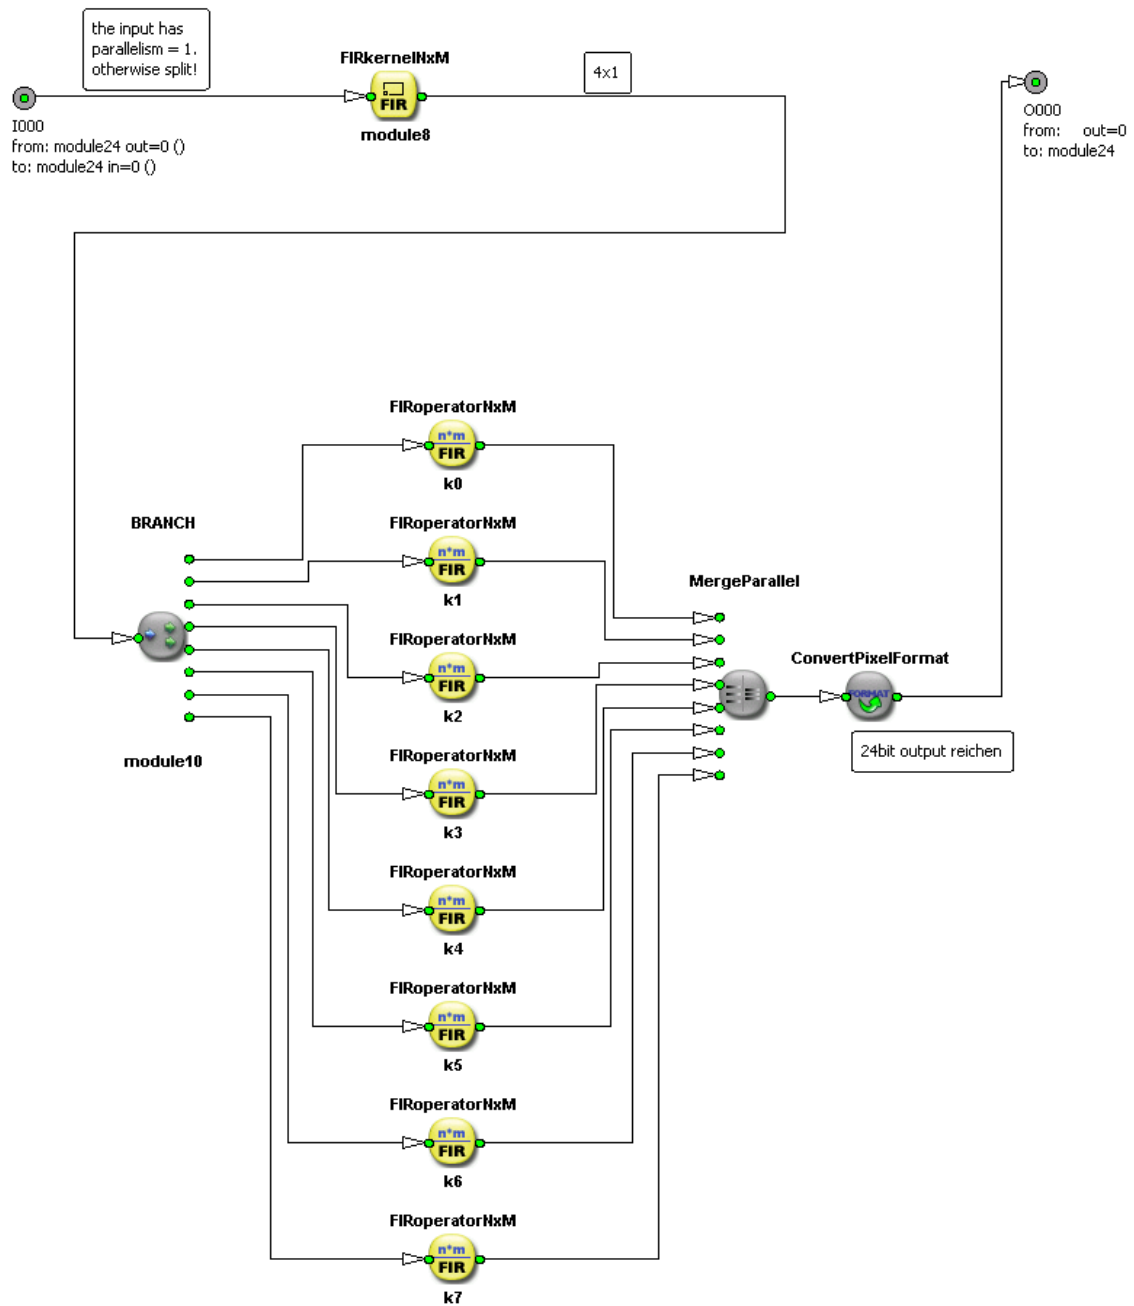 the input has
parallelism = 1.
otherwise split!
FIRkernelNxM
FIR
module8
4x1
I000
from: module24 out=0 ()
to: module24 in=0 ()
O000
from: out=0
to: module24
FIRoperatorNxM
n*m
FIR
k0
BRANCH
module10
FIRoperatorNxM
n*m
FIR
k1
FIRoperatorNxM
n*m
FIR
k2
FIRoperatorNxM
n*m
FIR
k3
FIRoperatorNxM
n*m
FIR
k4
FIRoperatorNxM
n*m
FIR
k5
FIRoperatorNxM
n*m
FIR
k6
FIRoperatorNxM
n*m
FIR
k7
MergeParallel
ConvertPixelFormat
FORMAT
24bit output reichen